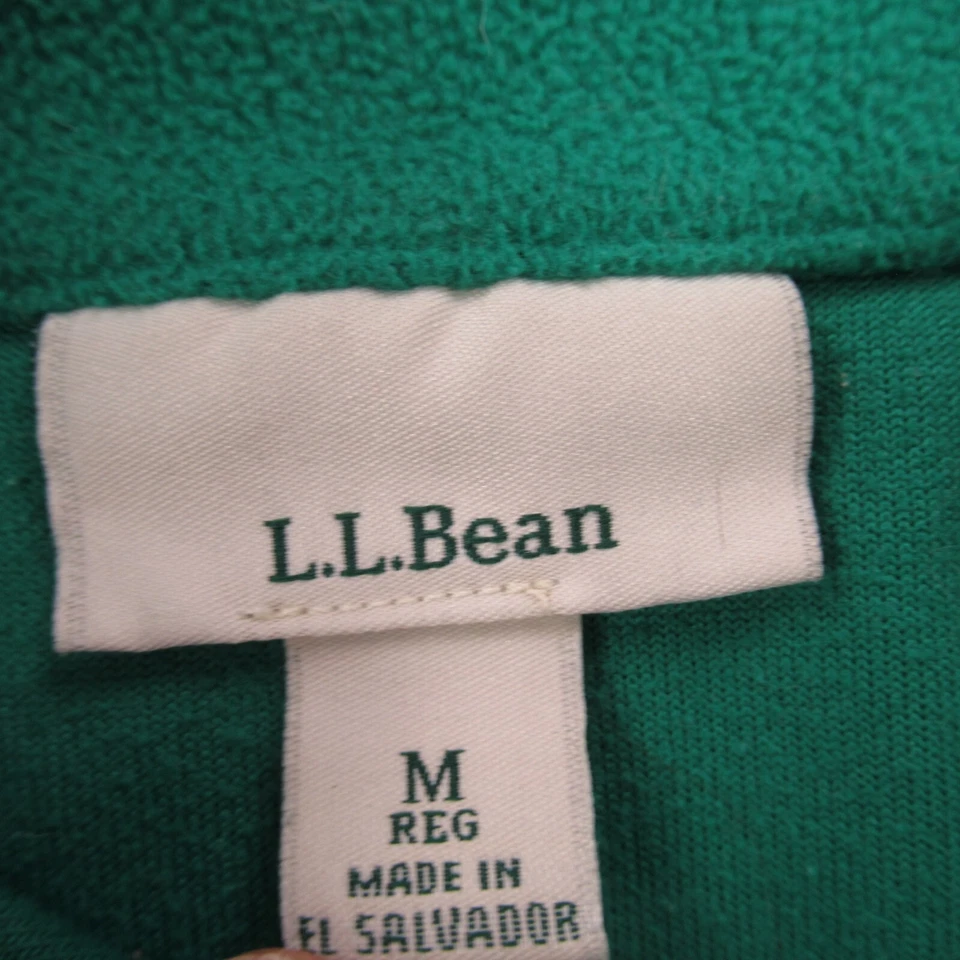 L.L.Bean
M
REG
MADE IN
EL SALVADOR